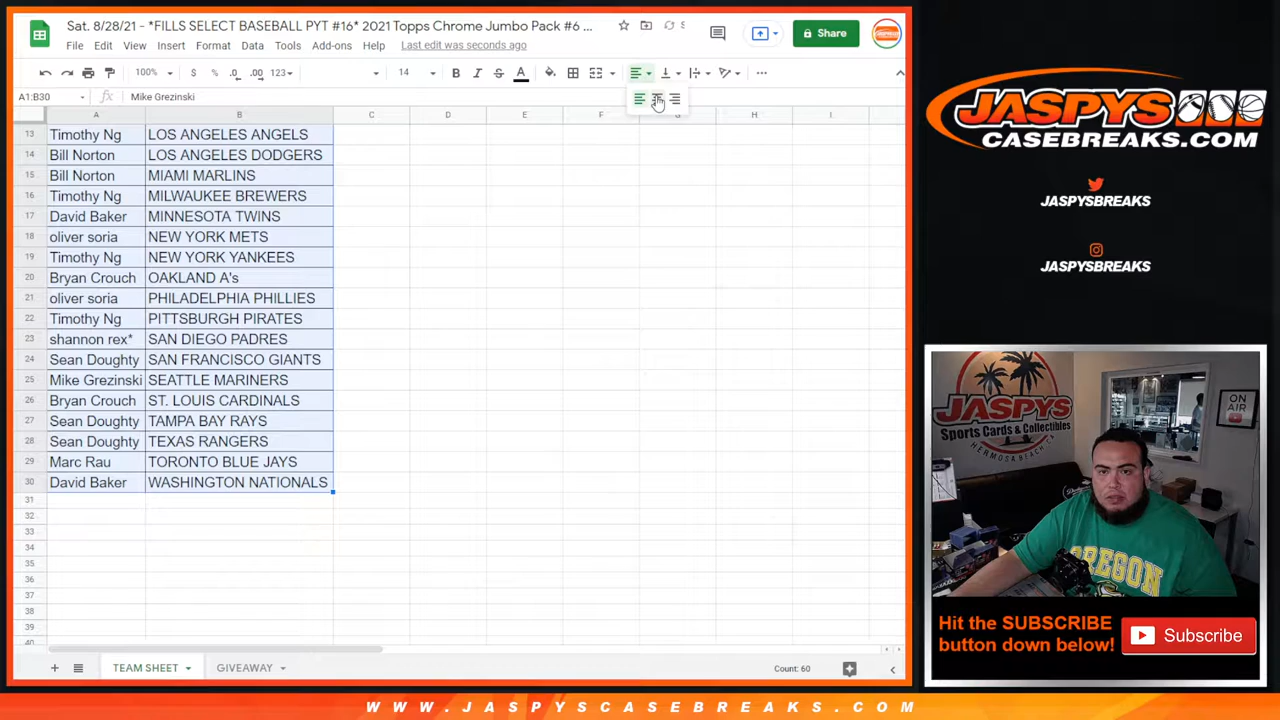 Sat. 8/28/21 - *FILLS SELECT BASEBALL PYT #16* 2021 Topps Chrome Jumbo Pack #6 ...
File Edit View Insert Format Data Tools Add-ons Help Last edit was seconds ago
Share
100% $ % .0 .00 123 14 B I S A
A1:B30 fx Mike Grezinski
A B C D E F G H I
13 Timothy Ng LOS ANGELES ANGELS
14 Bill Norton LOS ANGELES DODGERS
15 Bill Norton MIAMI MARLINS
16 Timothy Ng MILWAUKEE BREWERS
17 David Baker MINNESOTA TWINS
18 oliver soria NEW YORK METS
19 Timothy Ng NEW YORK YANKEES
20 Bryan Crouch OAKLAND A's
21 oliver soria PHILADELPHIA PHILLIES
22 Timothy Ng PITTSBURGH PIRATES
23 shannon rex* SAN DIEGO PADRES
24 Sean Doughty SAN FRANCISCO GIANTS
25 Mike Grezinski SEATTLE MARINERS
26 Bryan Crouch ST. LOUIS CARDINALS
27 Sean Doughty TAMPA BAY RAYS
28 Sean Doughty TEXAS RANGERS
29 Marc Rau TORONTO BLUE JAYS
30 David Baker WASHINGTON NATIONALS
31
32
33
34
35
36
37
38
39
40
TEAM SHEET GIVEAWAY Count: 60
JASPYS
CASEBREAKS.COM
JASPYSBREAKS
JASPYSBREAKS
JASPYS
Sports Cards & Collectibles
HERMOSA BEACH, CA
ON AIR
OREGON
Hit the SUBSCRIBE
button down below!
Subscribe
WWW.JASPYSCASEBREAKS.COM